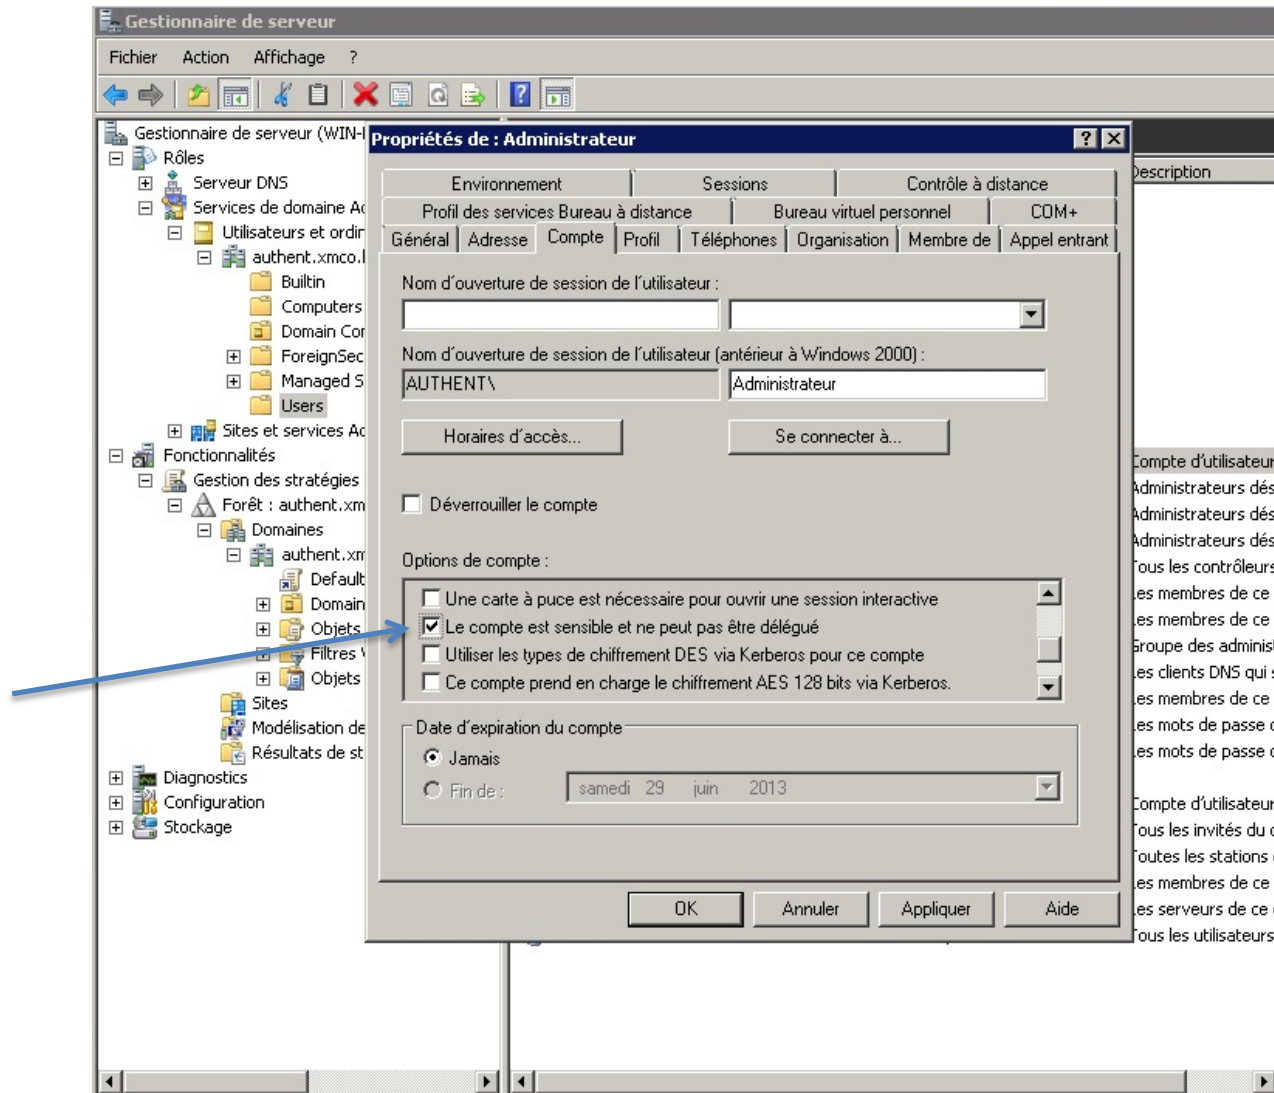 Gestionnaire de serveur
Fichier Action Affichage ?
Gestionnaire de serveur (WIN-
Rôles
Serveur DNS
Services de domaine Ac
Utilisateurs et ordin
authent.xmco.l
Builtin
Computers
Domain Cor
ForeignSec
Managed S
Users
Sites et services Ac
Fonctionnalités
Gestion des stratégies
Forêt : authent.xm
Domaines
authent.xm
Default
Domain
Objets
Filtres
Objets
Sites
Modélisation de
Résultats de st
Diagnostics
Configuration
Stockage
Propriétés de : Administrateur
Environnement Sessions Contrôle à distance
Profil des services Bureau à distance Bureau virtuel personnel COM+
Général Adresse Compte Profil Téléphones Organisation Membre de Appel entrant
Nom d'ouverture de session de l'utilisateur :
Nom d'ouverture de session de l'utilisateur (antérieur à Windows 2000) :
AUTHENT\ Administrateur
Horaires d'accès... Se connecter à...
Déverrouiller le compte
Options de compte :
Une carte à puce est nécessaire pour ouvrir une session interactive
Le compte est sensible et ne peut pas être délégué
Utiliser les types de chiffrement DES via Kerberos pour ce compte
Ce compte prend en charge le chiffrement AES 128 bits via Kerberos.
Date d'expiration du compte
Jamais
Fin de : samedi 29 juin 2013
OK Annuler Appliquer Aide
Description
Compte d'utilisateur
Administrateurs dés
Administrateurs dés
Administrateurs dés
Tous les contrôleurs
Les membres de ce
Les membres de ce
Groupe des administ
Les clients DNS qui s
Les membres de ce
Les mots de passe c
Les mots de passe c
Compte d'utilisateur
Tous les invités du c
Toutes les stations
Les membres de ce
Les serveurs de ce
Tous les utilisateurs